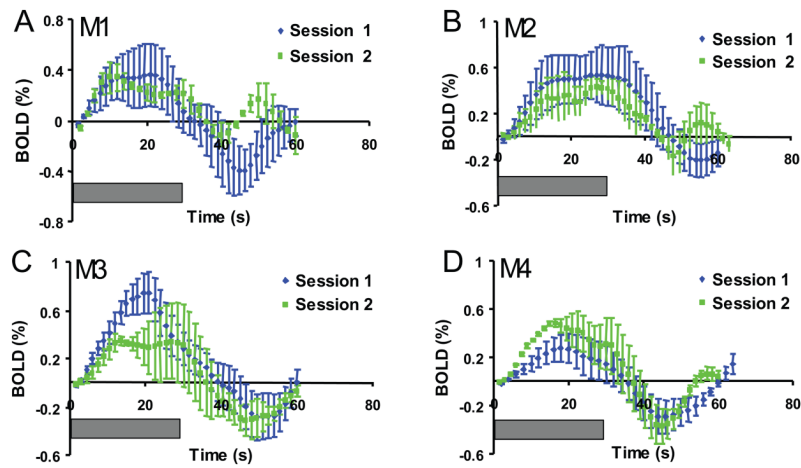 A M1
0.8
0.4
0
-0.4
-0.8
BOLD (%)
20 40 60 80
Time (s)
Session 1
Session 2
B M2
1
0.6
0.2
-0.2
-0.6
BOLD (%)
0 20 40 60 80
Time (s)
Session 1
Session 2
C M3
1
0.6
0.2
-0.2
-0.6
BOLD (%)
0 20 40 60 80
Time (s)
Session 1
Session 2
D M4
1
0.6
0.2
-0.2
-0.6
BOLD (%)
0 20 40 60 80
Time (s)
Session 1
Session 2